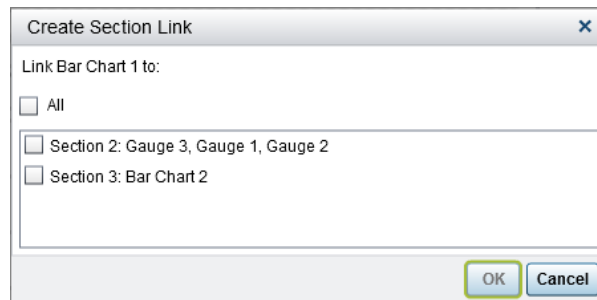 Create Section Link
Link Bar Chart 1 to:
All
Section 2: Gauge 3, Gauge 1, Gauge 2
Section 3: Bar Chart 2
OK Cancel